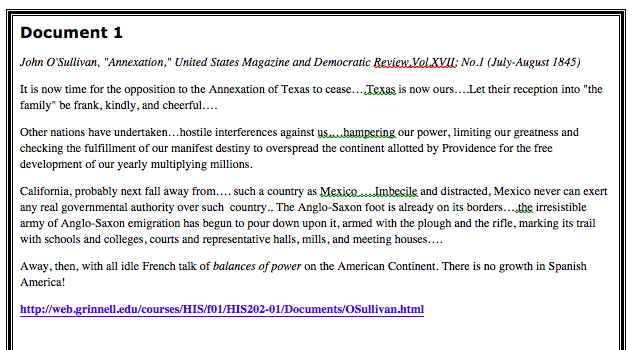 Document 1
John O'Sullivan, "Annexation," United States Magazine and Democratic Review,Vol.XVII; No.1 (July-August 1845)
It is now time for the opposition to the Annexation of Texas to cease….Texas is now ours….Let their reception into "the
family" be frank, kindly, and cheerful….
Other nations have undertaken…hostile interferences against us,…hampering our power, limiting our greatness and
checking the fulfillment of our manifest destiny to overspread the continent allotted by Providence for the free
development of our yearly multiplying millions.
California, probably next fall away from…. such a country as Mexico….Imbecile and distracted, Mexico never can exert
any real governmental authority over such country.. The Anglo-Saxon foot is already on its borders….the irresistible
army of Anglo-Saxon emigration has begun to pour down upon it, armed with the plough and the rifle, marking its trail
with schools and colleges, courts and representative halls, mills, and meeting houses….
Away, then, with all idle French talk of balances of power on the American Continent. There is no growth in Spanish
America!
http://web.grinnell.edu/courses/HIS/f01/HIS202-01/Documents/OSullivan.html